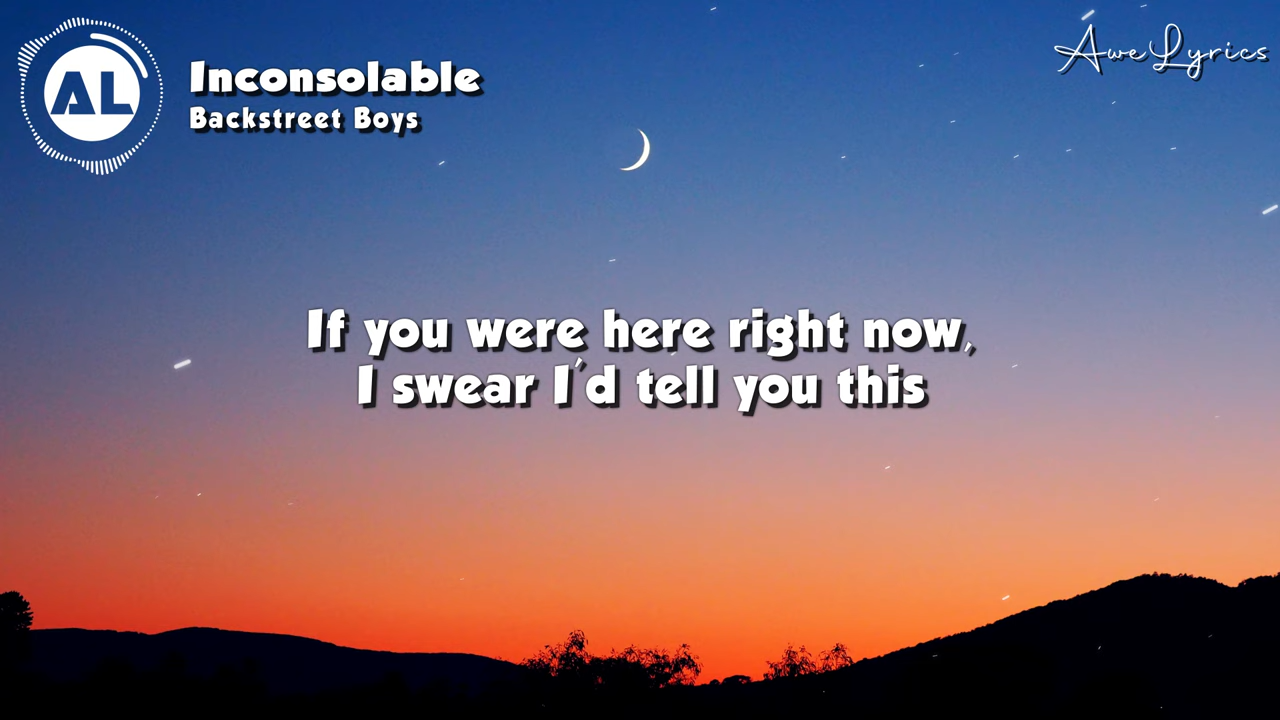 AL
Inconsolable
Backstreet Boys
AweLyrics
If you were here right now,
I swear I'd tell you this